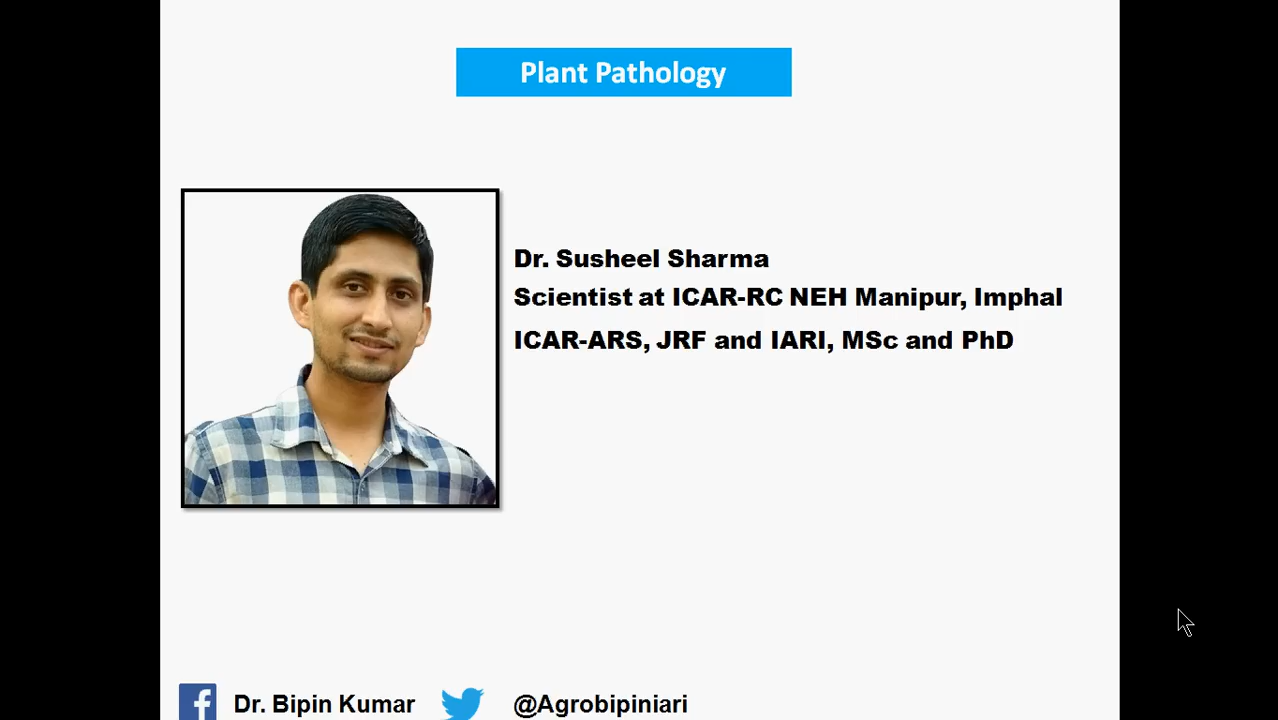 Plant Pathology
Dr. Susheel Sharma
Scientist at ICAR-RC NEH Manipur, Imphal
ICAR-ARS, JRF and IARI, MSc and PhD
Dr. Bipin Kumar @Agrobipiniari